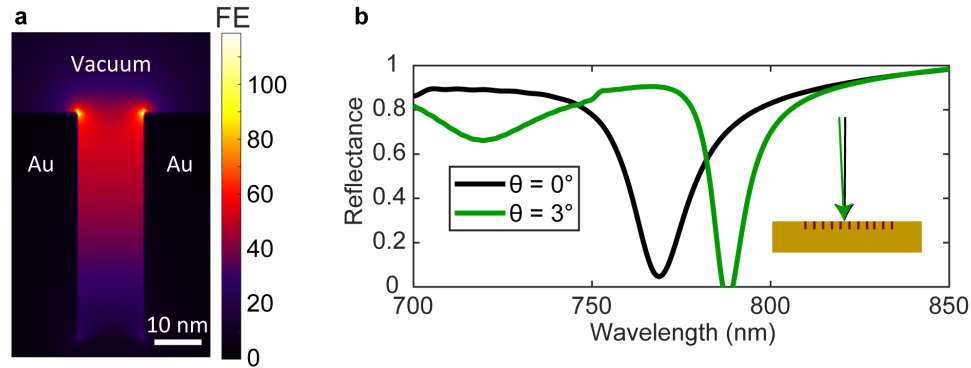 a
FE
Vacuum
Au
Au
10 nm
100
80
60
40
20
0
b
Reflectance
1
0.8
0.6
0.4
0.2
0
θ = 0°
θ = 3°
700
750
800
850
Wavelength (nm)